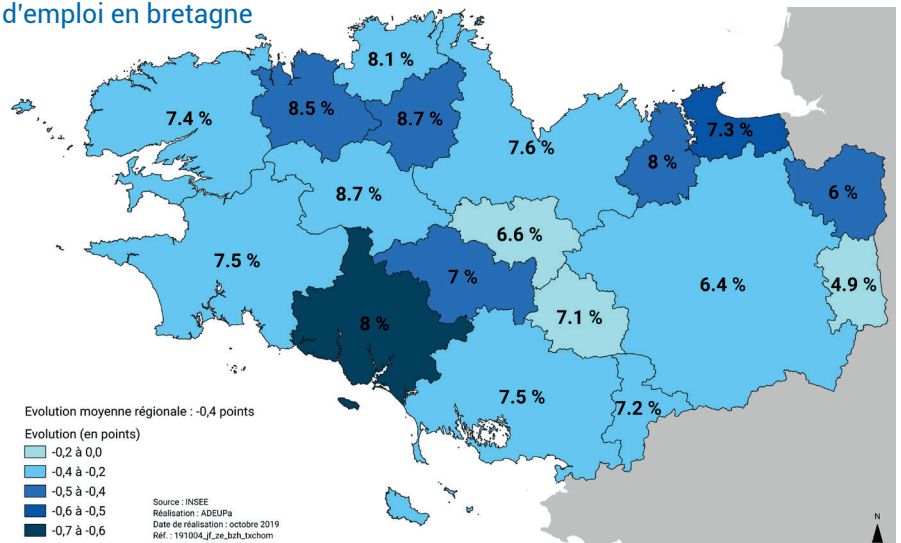 d'emploi en bretagne
8.1 %
8.5 %
8.7 %
7.4 %
7.3 %
7.6 %
8 %
6 %
8.7 %
6.6 %
7.5 %
7 %
6.4 %
4.9 %
7.1 %
8 %
7.5 %
7.2 %
Evolution moyenne régionale : -0,4 points
Evolution (en points)
-0,2 à 0,0
-0,4 à -0,2
-0,5 à -0,4
-0,6 à -0,5
-0,7 à -0,6
Source : INSEE
Réalisation : ADEUPa
Date de réalisation : octobre 2019
Réf. : 191004_jf_ze_bzh_txchom
N